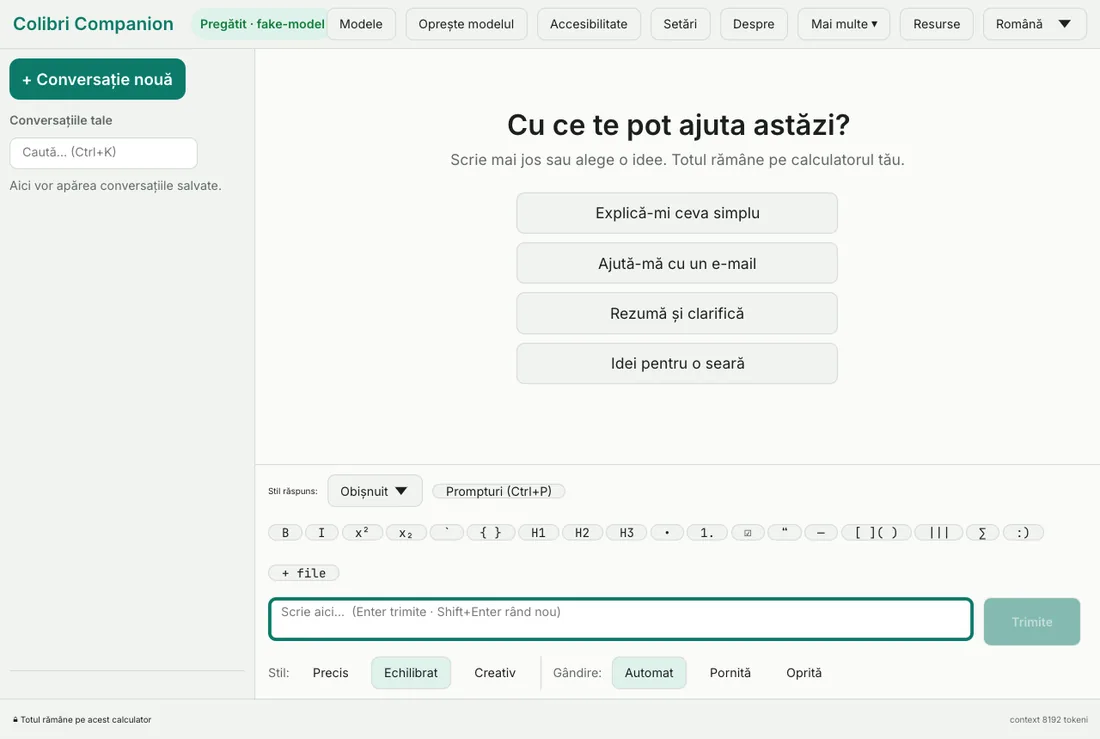 Colibri Companion
Pregătit · fake-model
Modele
Oprește modelul
Accesibilitate
Setări
Despre
Mai multe ▾
Resurse
Română ▼
+ Conversație nouă
Conversațiile tale
Caută... (Ctrl+K)
Aici vor apărea conversațiile salvate.
Cu ce te pot ajuta astăzi?
Scrie mai jos sau alege o idee. Totul rămâne pe calculatorul tău.
Explică-mi ceva simplu
Ajută-mă cu un e-mail
Rezumă și clarifică
Idei pentru o seară
Stil răspuns: Obișnuit ▼ Prompturi (Ctrl+P)
B I x² x₂ ` { } H1 H2 H3 • 1. ☑ “ — [ ]( ) ||| ∑ :)
+ file
Scrie aici... (Enter trimite · Shift+Enter rând nou)
Trimite
Stil: Precis Echilibrat Creativ Gândire: Automat Pornită Oprită
Totul rămâne pe acest calculator
context 8192 tokeni